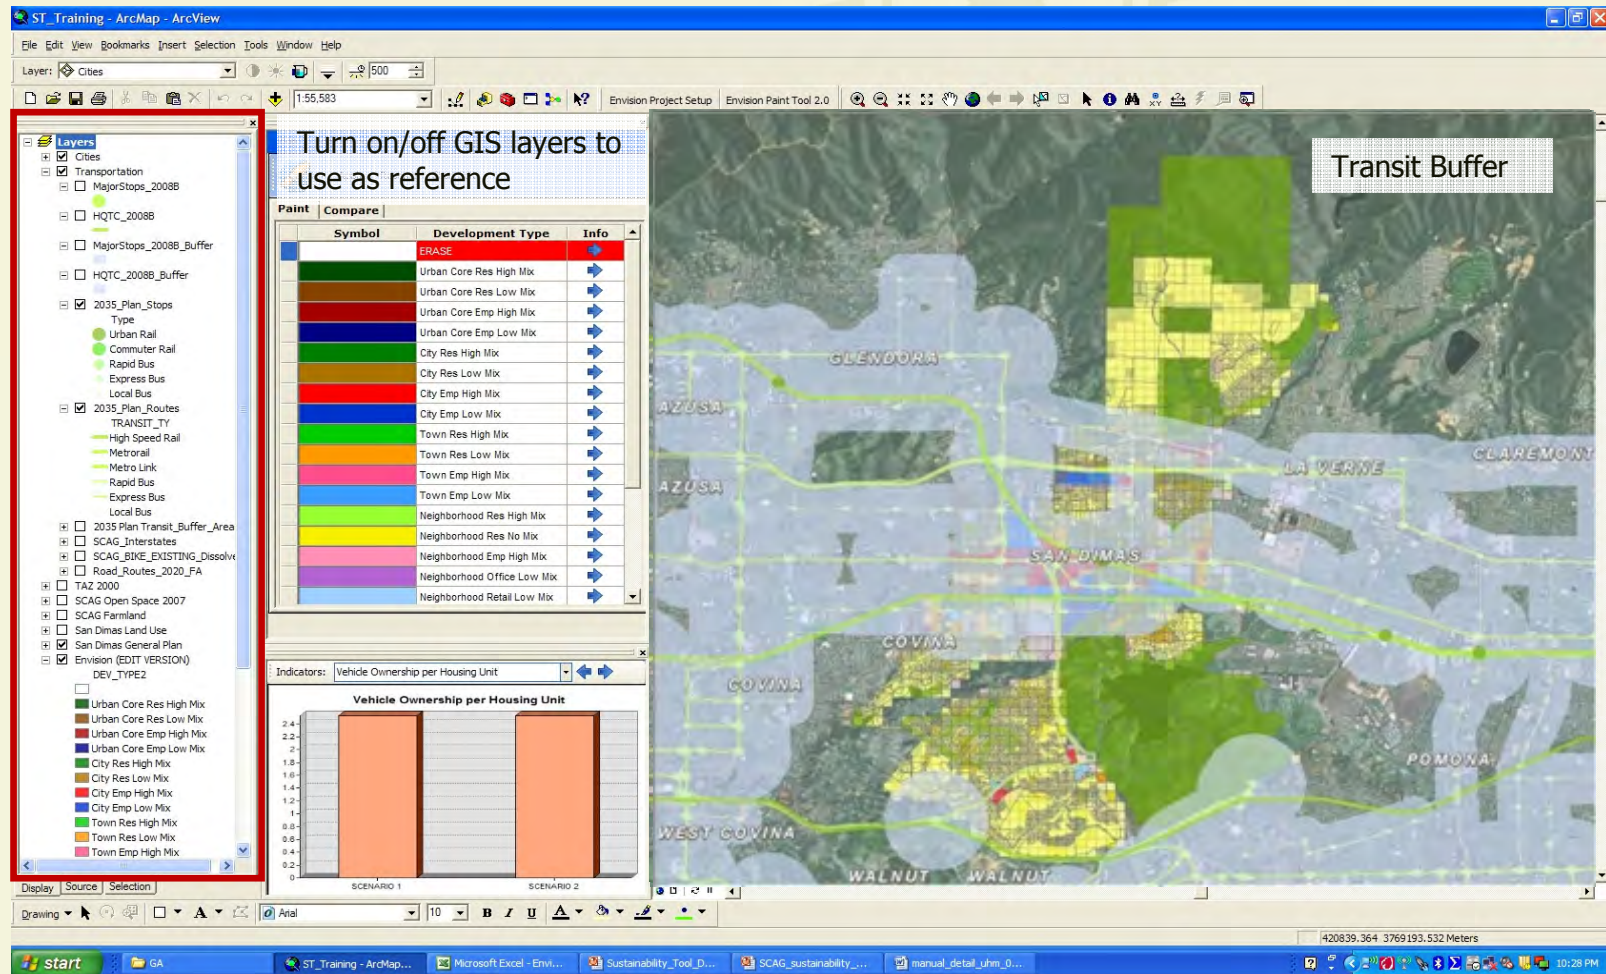 ST_Training - ArcMap - ArcView
File Edit View Bookmarks Insert Selection Tools Window Help
Layer: Cities 500
1:55,583 Envision Project Setup Envision Paint Tool 2.0
Layers
Cities
Transportation
MajorStops_2008B
HQTC_2008B
MajorStops_2008B_Buffer
HQTC_2008B_Buffer
2035_Plan_Stops
Type
Urban Rail
Commuter Rail
Rapid Bus
Express Bus
Local Bus
2035_Plan_Routes
TRANSIT_TY
High Speed Rail
Metrorail
Metro Link
Rapid Bus
Express Bus
Local Bus
2035 Plan Transit_Buffer_Area
SCAG_Interstates
SCAG_BIKE_EXISTING_Dissolve
Road_Routes_2020_FA
TAZ 2000
SCAG Open Space 2007
SCAG Farmland
San Dimas Land Use
San Dimas General Plan
Envision (EDIT VERSION)
DEV_TYPE2
Urban Core Res High Mix
Urban Core Res Low Mix
Urban Core Emp High Mix
Urban Core Emp Low Mix
City Res High Mix
City Res Low Mix
City Emp High Mix
City Emp Low Mix
Town Res High Mix
Town Res Low Mix
Town Emp High Mix
Display Source Selection
Turn on/off GIS layers to
use as reference
Paint Compare
Symbol Development Type Info
ERASE
Urban Core Res High Mix
Urban Core Res Low Mix
Urban Core Emp High Mix
Urban Core Emp Low Mix
City Res High Mix
City Res Low Mix
City Emp High Mix
City Emp Low Mix
Town Res High Mix
Town Res Low Mix
Town Emp High Mix
Town Emp Low Mix
Neighborhood Res High Mix
Neighborhood Res No Mix
Neighborhood Emp High Mix
Neighborhood Office Low Mix
Neighborhood Retail Low Mix
Indicators: Vehicle Ownership per Housing Unit
Vehicle Ownership per Housing Unit
2.4
2.2
2
1.8
1.6
1.4
1.2
1
0.8
0.6
0.4
0.2
0
SCENARIO 1 SCENARIO 2
Transit Buffer
GLENDORA
AZUSA
CLAREMONT
LA VERNE
AZUSA
SAN DIMAS
COVINA
COVINA
POMONA
WEST COVINA
WALNUT WALNUT
Drawing A Arial 10 B I U A
420839.364 3769193.532 Meters
start GA ST_Training - ArcMap... Microsoft Excel - Envi... Sustainability_Tool_D... SCAG_sustainability_... manual_detail_uhm_0... 10:28 PM